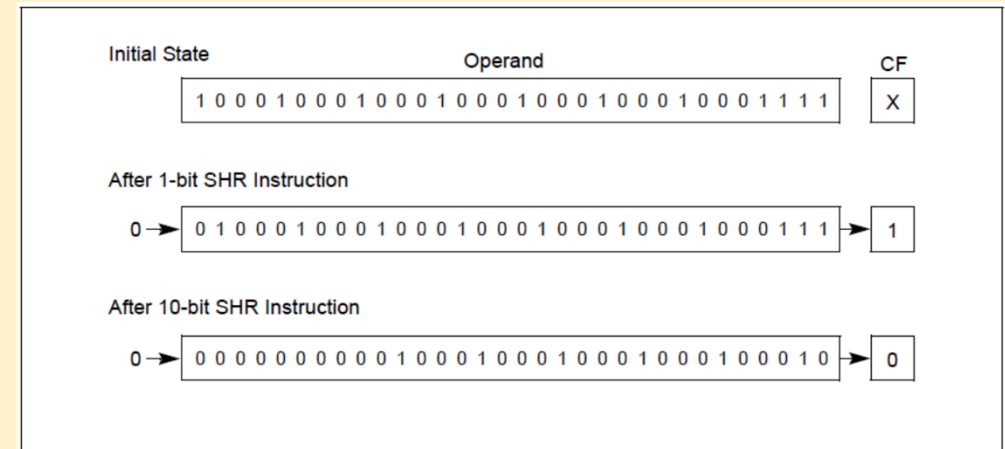 Initial State
Operand
CF
1 0 0 0 1 0 0 0 1 0 0 0 1 0 0 0 1 0 0 0 1 0 0 0 1 0 0 0 1 1 1 1 X
After 1-bit SHR Instruction
0 0 1 0 0 0 1 0 0 0 1 0 0 0 1 0 0 0 1 0 0 0 1 0 0 0 1 0 0 0 1 1 1 1
After 10-bit SHR Instruction
0 0 0 0 0 0 0 0 0 0 0 1 0 0 0 1 0 0 0 1 0 0 0 1 0 0 0 1 0 0 0 1 0 0